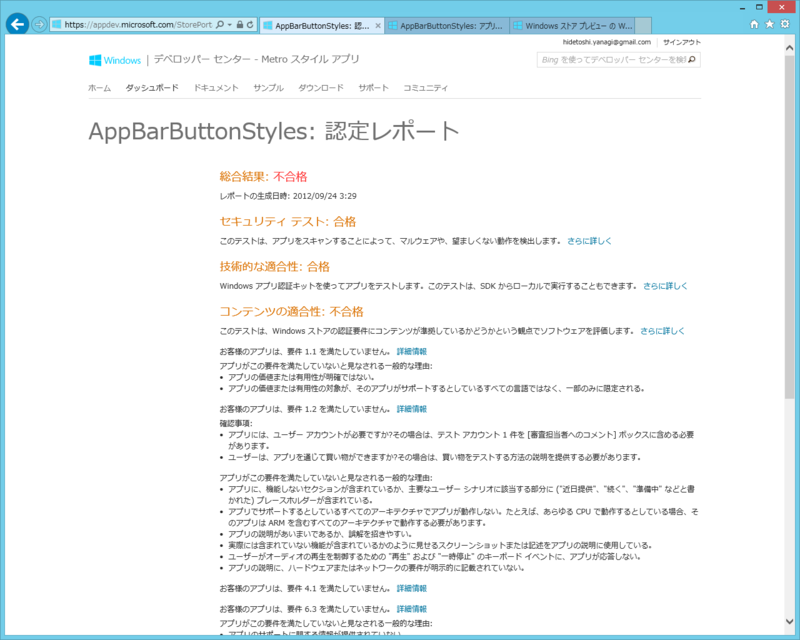 https://appdev.microsoft.com/StorePort
AppBarButtonStyles: 認...
AppBarButtonStyles: アプリ...
Windows ストア プレビュー の W...
hidetoshi.yanagi@gmail.com サインアウト
Windows | デベロッパー センター - Metro スタイル アプリ
Bing を使ってデベロッパー センターを検索
ホーム ダッシュボード ドキュメント サンプル ダウンロード サポート コミュニティ
AppBarButtonStyles: 認定レポート
総合結果: 不合格
レポートの生成日時: 2012/09/24 3:29
セキュリティ テスト: 合格
このテストは、アプリをスキャンすることによって、マルウェアや、望ましくない動作を検出します。 さらに詳しく
技術的な適合性: 合格
Windows アプリ認証キットを使ってアプリをテストします。このテストは、SDK からローカルで実行することもできます。 さらに詳しく
コンテンツの適合性: 不合格
このテストは、Windows ストアの認証要件にコンテンツが準拠しているかどうかという観点でソフトウェアを評価します。 さらに詳しく
お客様のアプリは、要件 1.1 を満たしていません。 詳細情報
アプリがこの要件を満たしていないと見なされる一般的な理由:
• アプリの価値または有用性が明確ではない。
• アプリの価値または有用性の対象が、そのアプリがサポートするとしているすべての言語ではなく、一部のみに限定される。
お客様のアプリは、要件 1.2 を満たしていません。 詳細情報
確認事項:
• アプリには、ユーザー アカウントが必要ですか?その場合は、テスト アカウント 1 件を [審査担当者へのコメント] ボックスに含める必要
があります。
• ユーザーは、アプリを通じて買い物ができますか?その場合は、買い物をテストする方法の説明を提供する必要があります。
アプリがこの要件を満たしていないと見なされる一般的な理由:
• アプリに、機能しないセクションが含まれているか、主要なユーザー シナリオに該当する部分に ("近日提供"、"続く"、"準備中" などと書
かれた) プレースホルダーが含まれている。
• アプリでサポートするとしているすべてのアーキテクチャでアプリが動作しない。たとえば、あらゆる CPU で動作するとしている場合、そ
のアプリは ARM を含むすべてのアーキテクチャで動作する必要があります。
• アプリの説明があいまいであるか、誤解を招きやすい。
• 実際には含まれていない機能が含まれているかのように見せるスクリーンショットまたは記述をアプリの説明に使用している。
• ユーザーがオーディオの再生を制御するための "再生" および "一時停止" のキーボード イベントに、アプリが応答しない。
• アプリの説明に、ハードウェアまたはネットワークの要件が明示的に記載されていない。
お客様のアプリは、要件 4.1 を満たしていません。 詳細情報
お客様のアプリは、要件 6.3 を満たしていません。 詳細情報
アプリがこの要件を満たしていないと見なされる一般的な理由:
• アプリのサポートに関する情報が提供されていない。